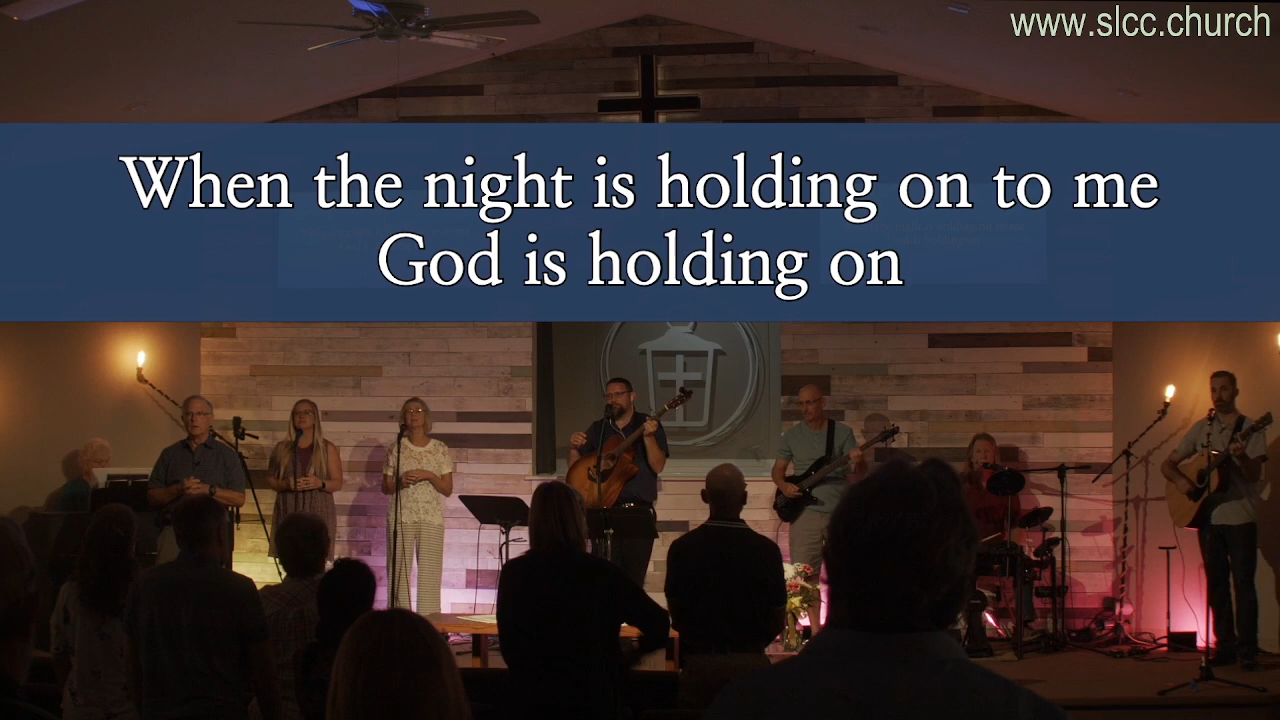 www.slcc.church
When the night is holding on to me
God is holding on